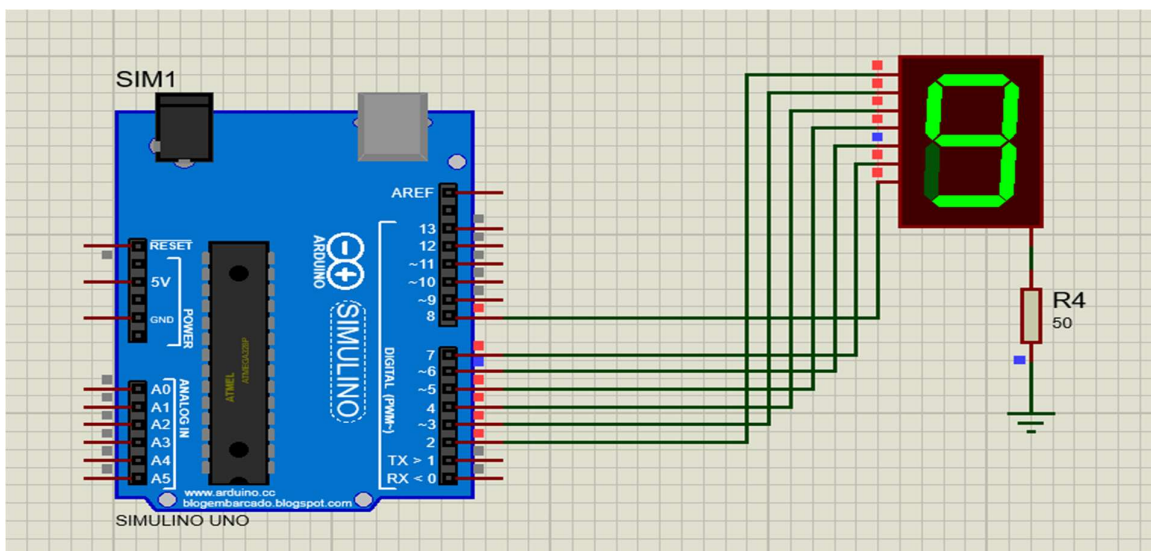 SIM1
AREF
13
12
~11
~10
~9
8
7
~6
~5
4
~3
2
TX > 1
RX < 0
RESET
5V
GND
POWER
A0
A1
A2
A3
A4
A5
ANALOG IN
ATMEL
ATMEGA328P
ARDUINO
SIMULINO
DIGITAL (PWM~)
www.arduino.cc
blogembarcado.blogspot.com
SIMULINO UNO
9
R4
50